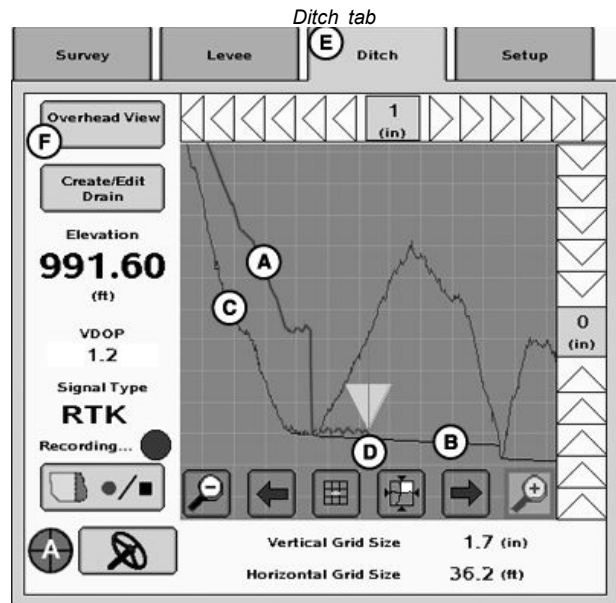 Ditch tab
Survey
Levee
E
Ditch
Setup
Overhead View
F
1
(in)
Create/Edit
Drain
Elevation
991.60
(ft)
A
C
0
(in)
VDOP
1.2
Signal Type
RTK
Recording...
D
B
A
Vertical Grid Size 1.7 (in)
Horizontal Grid Size 36.2 (ft)